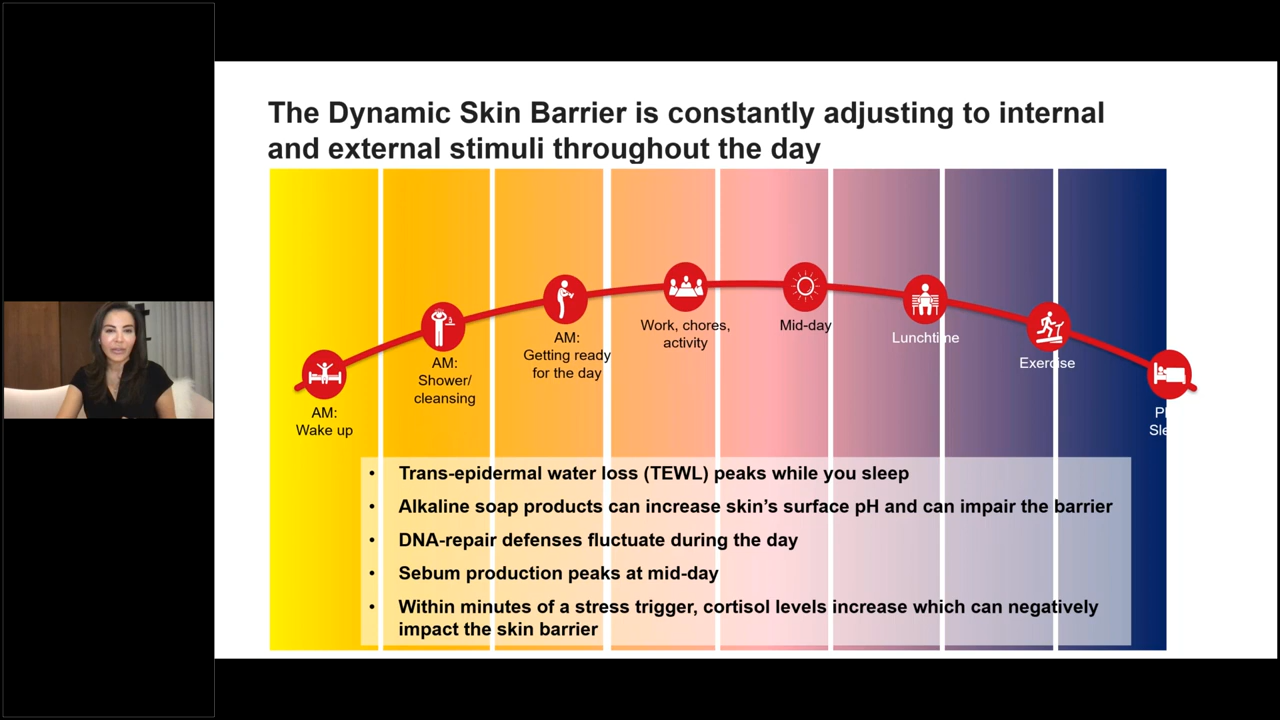 The Dynamic Skin Barrier is constantly adjusting to internal
and external stimuli throughout the day
AM:
Wake up
AM:
Shower/
cleansing
AM:
Getting ready
for the day
Work, chores,
activity
Mid-day
Lunchtime
Exercise
• Trans-epidermal water loss (TEWL) peaks while you sleep
• Alkaline soap products can increase skin's surface pH and can impair the barrier
• DNA-repair defenses fluctuate during the day
• Sebum production peaks at mid-day
• Within minutes of a stress trigger, cortisol levels increase which can negatively
impact the skin barrier